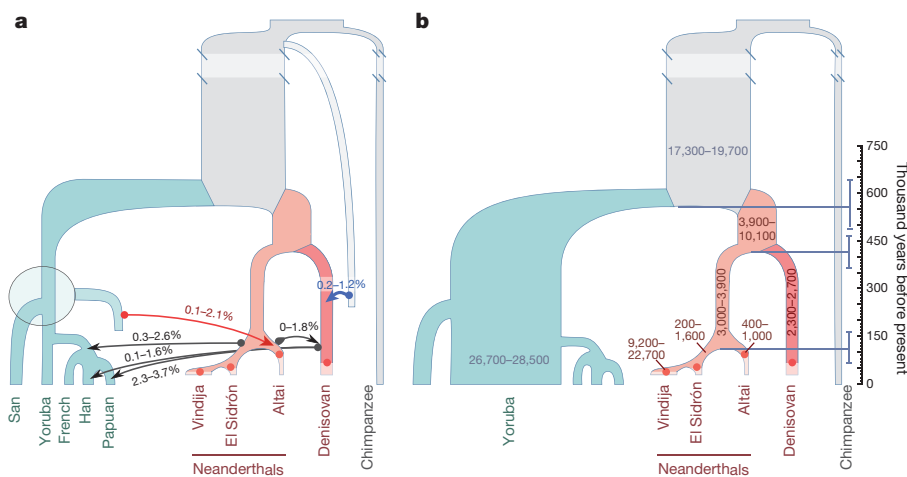 a
0.2–1.2%
0.1–2.1%
0–1.8%
0.3–2.6%
0.1–1.6%
2.3–3.7%
San
Yoruba
French
Han
Papuan
Vindija
El Sidrón
Altai
Denisovan
Chimpanzee
Neanderthals
b
17,300–19,700
3,900–
10,100
3,000–3,900
2,300–2,700
200–
1,600
400–
1,000
9,200–
22,700
26,700–28,500
Yoruba
Vindija
El Sidrón
Altai
Denisovan
Chimpanzee
Neanderthals
750
600
450
300
150
0
Thousand years before present